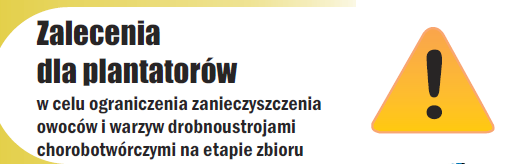 Zalecenia
dla plantatorów
w celu ograniczenia zanieczyszczenia
owoców i warzyw drobnoustrojami
chorobotwórczymi na etapie zbioru